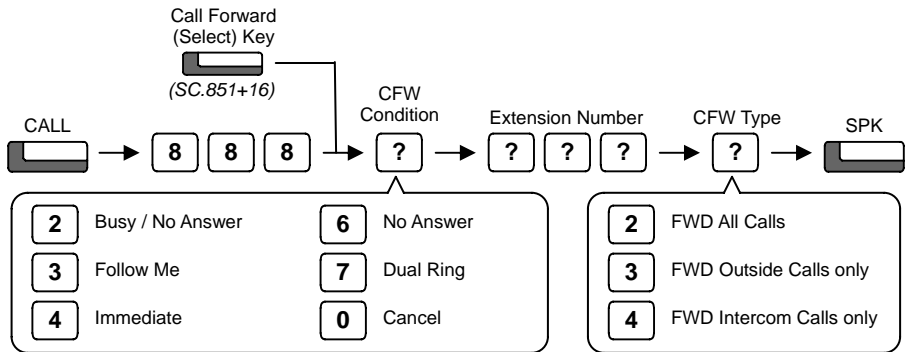 Call Forward
(Select) Key
(SC.851+16)
CFW
Condition
Extension Number
CFW Type
CALL
SPK
8 8 8 ? ? ? ? ?
2 Busy / No Answer
6 No Answer
2 FWD All Calls
3 Follow Me
7 Dual Ring
3 FWD Outside Calls only
4 Immediate
0 Cancel
4 FWD Intercom Calls only